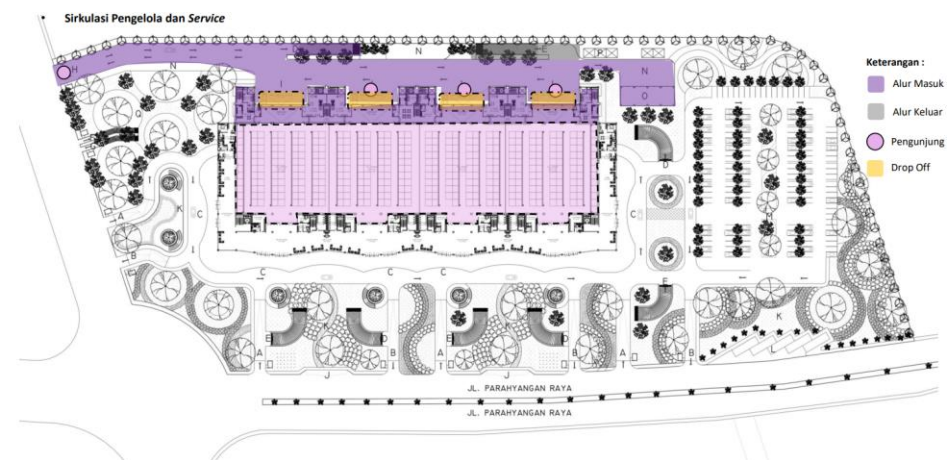 Sirkulasi Pengelola dan Service
Keterangan :
Alur Masuk
Alur Keluar
Pengunjung
Drop Off
H
N
N
E
P
I
I
N
O
Q
N
D
A
K
C
C
B
C
C
C
E
K
D
K
E
D
K
L
A
B
A
B
A
B
J
J
JL. PARAHYANGAN RAYA
JL. PARAHYANGAN RAYA